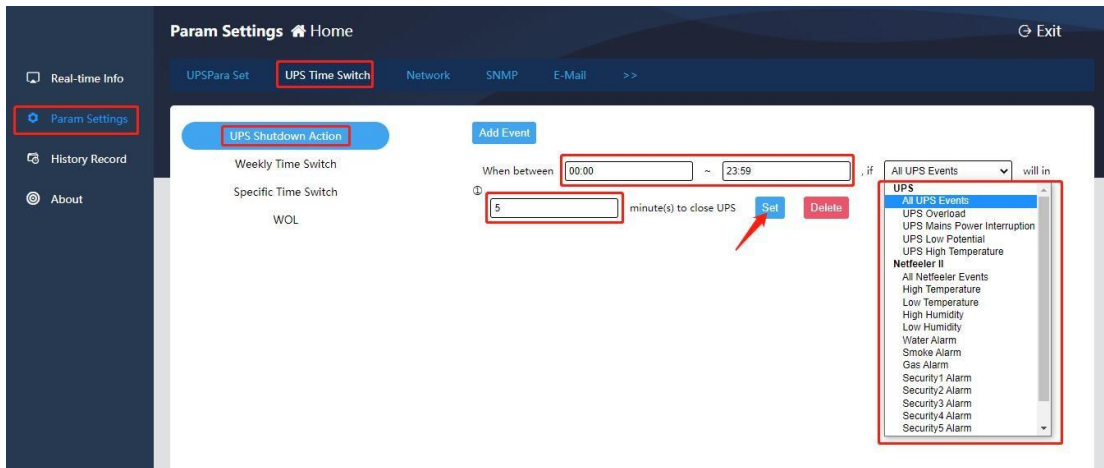 Param Settings Home
Exit
Real-time Info
Param Settings
History Record
About
UPSPara Set UPS Time Switch Network SNMP E-Mail >>
UPS Shutdown Action
Weekly Time Switch
Specific Time Switch
WOL
Add Event
When between 00:00 ~ 23:59 , if All UPS Events will in
①
5 minute(s) to close UPS Set Delete
UPS
All UPS Events
UPS Overload
UPS Mains Power Interruption
UPS Low Potential
UPS High Temperature
Netfeeler II
All Netfeeler Events
High Temperature
Low Temperature
High Humidity
Low Humidity
Water Alarm
Smoke Alarm
Gas Alarm
Security1 Alarm
Security2 Alarm
Security3 Alarm
Security4 Alarm
Security5 Alarm